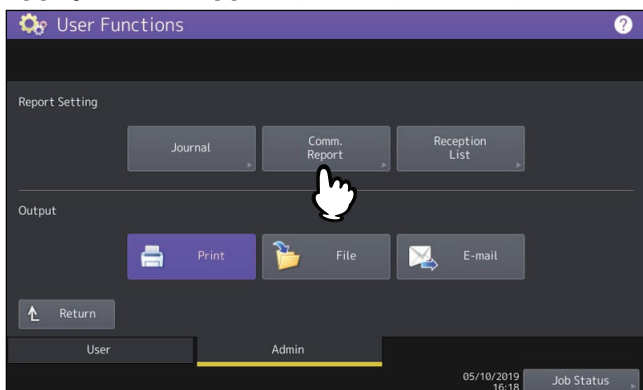 User Functions
?
Report Setting
Journal
Comm.
Report
Reception
List
Output
Print
File
E-mail
Return
User
Admin
05/10/2019
16:18
Job Status